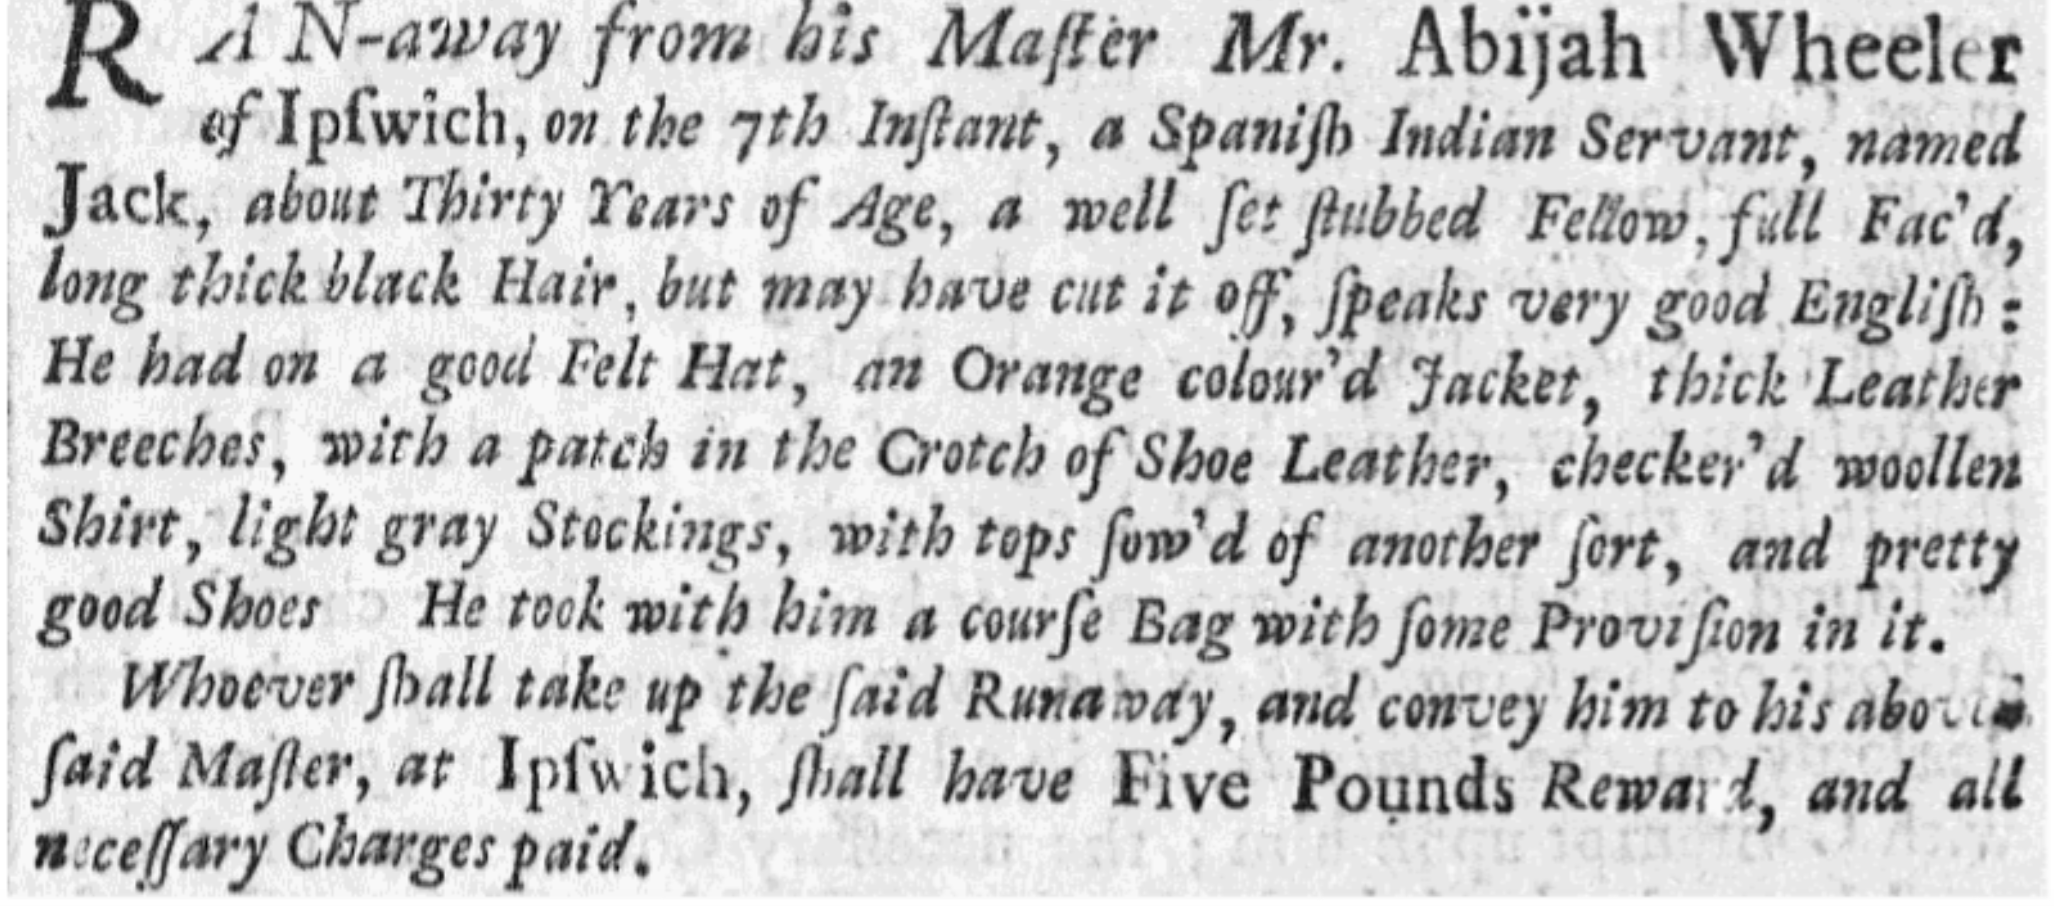 RAN-away from his Maſter Mr. Abijah Wheeler
of Ipſwich, on the 7th Inſtant, a Spaniſh Indian Servant, named
Jack, about Thirty Years of Age, a well ſet ſtubbed Fellow, full Fac'd,
long thick black Hair, but may have cut it off, ſpeaks very good Engliſh:
He had on a good Felt Hat, an Orange colour'd Jacket, thick Leather
Breeches, with a patch in the Crotch of Shoe Leather, checker'd woollen
Shirt, light gray Stockings, with tops ſow'd of another ſort, and pretty
good Shoes He took with him a courſe Bag with ſome Proviſion in it.
Whoever ſhall take up the ſaid Runaway, and convey him to his
ſaid Maſter, at Ipſwich, ſhall have Five Pounds Reward, and all
neceſſary Charges paid.